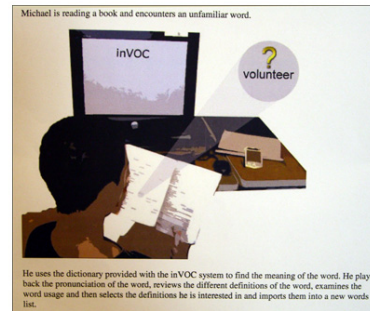 Michael is reading a book and encounters an unfamiliar word.
inVOC
?
volunteer
He uses the dictionary provided with the inVOC system to find the meaning of the word. He play
back the pronunciation of the word, reviews the different definitions of the word, examines the
word usage and then selects the definitions he is interested in and imports them into a new words
list.